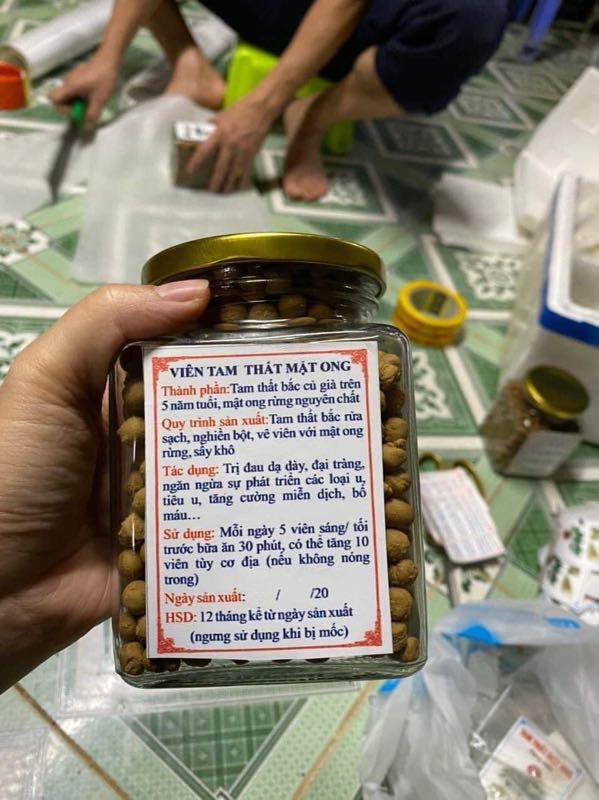 VIÊN TAM THẤT MẬT ONG
Thành phần:Tam thất bắc củ già trên
5 năm tuổi, mật ong rừng nguyên chất
Quy trình sản xuất:Tam thất bắc rửa
sạch, nghiền bột, vê viên với mật ong
rừng, sấy khô
Tác dụng: Trị đau dạ dày, đại tràng,
ngăn ngừa sự phát triển các loại u,
tiêu u, tăng cường miễn dịch, bổ
máu...
Sử dụng: Mỗi ngày 5 viên sáng/ tối
trước bữa ăn 30 phút, có thể tăng 10
viên tùy cơ địa (nếu không nóng
trong)
Ngày sản xuất: / /20
HSD: 12 tháng kể từ ngày sản xuất
(ngưng sử dụng khi bị mốc)